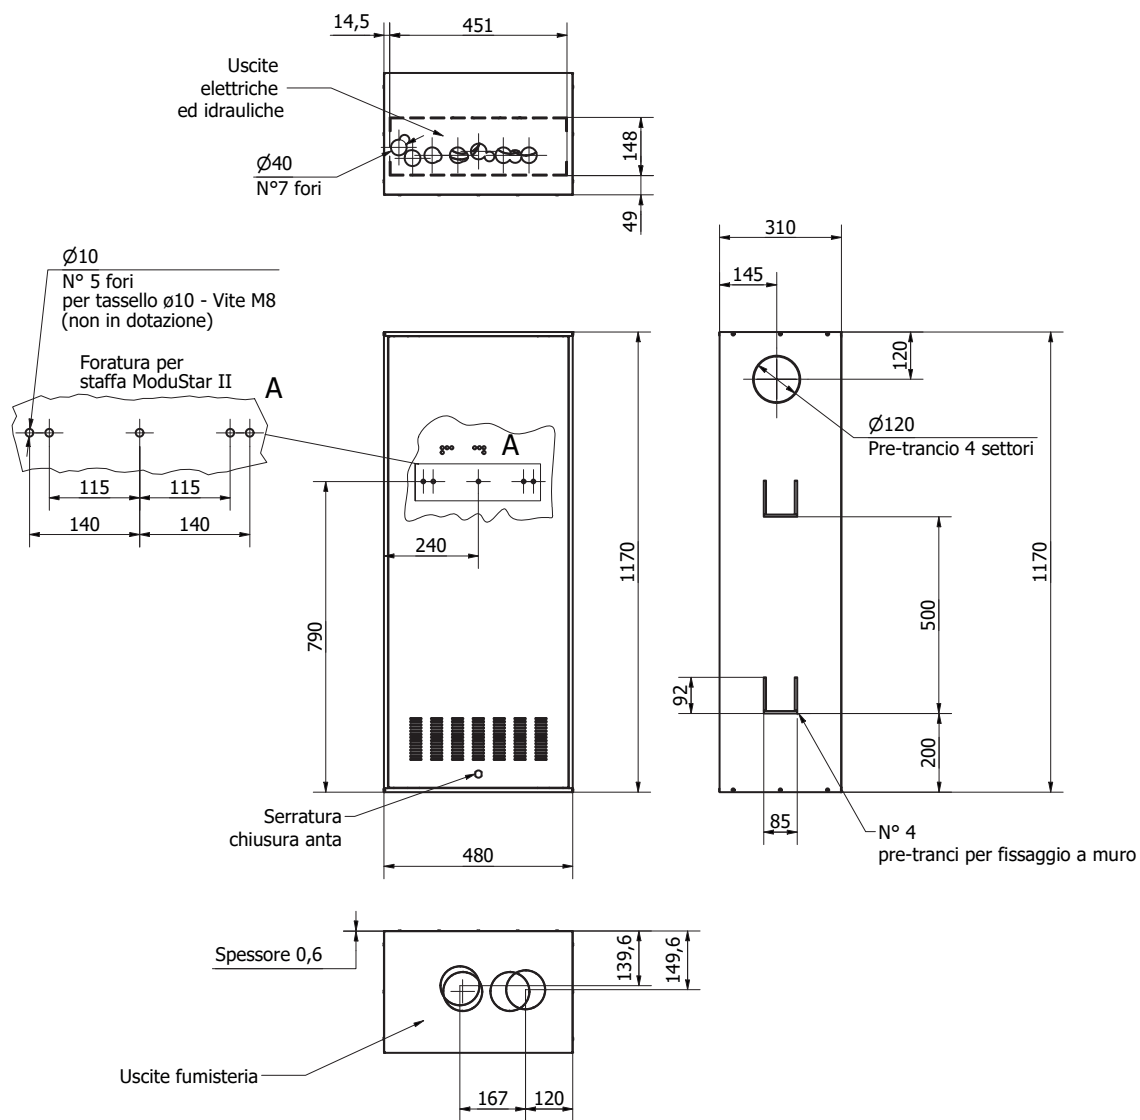 14,5
451
Uscite
elettriche
ed idrauliche
148
Ø40
N°7 fori
49
Ø10
N° 5 fori
per tassello ø10 - Vite M8
(non in dotazione)
310
145
120
Foratura per
staffa ModuStar II
A
A
Ø120
Pre-trancio 4 settori
115
115
140
140
240
1170
790
500
1170
92
200
85
Serratura
chiusura anta
N° 4
pre-tranci per fissaggio a muro
480
Spessore 0,6
139,6
149,6
Uscite fumisteria
167
120